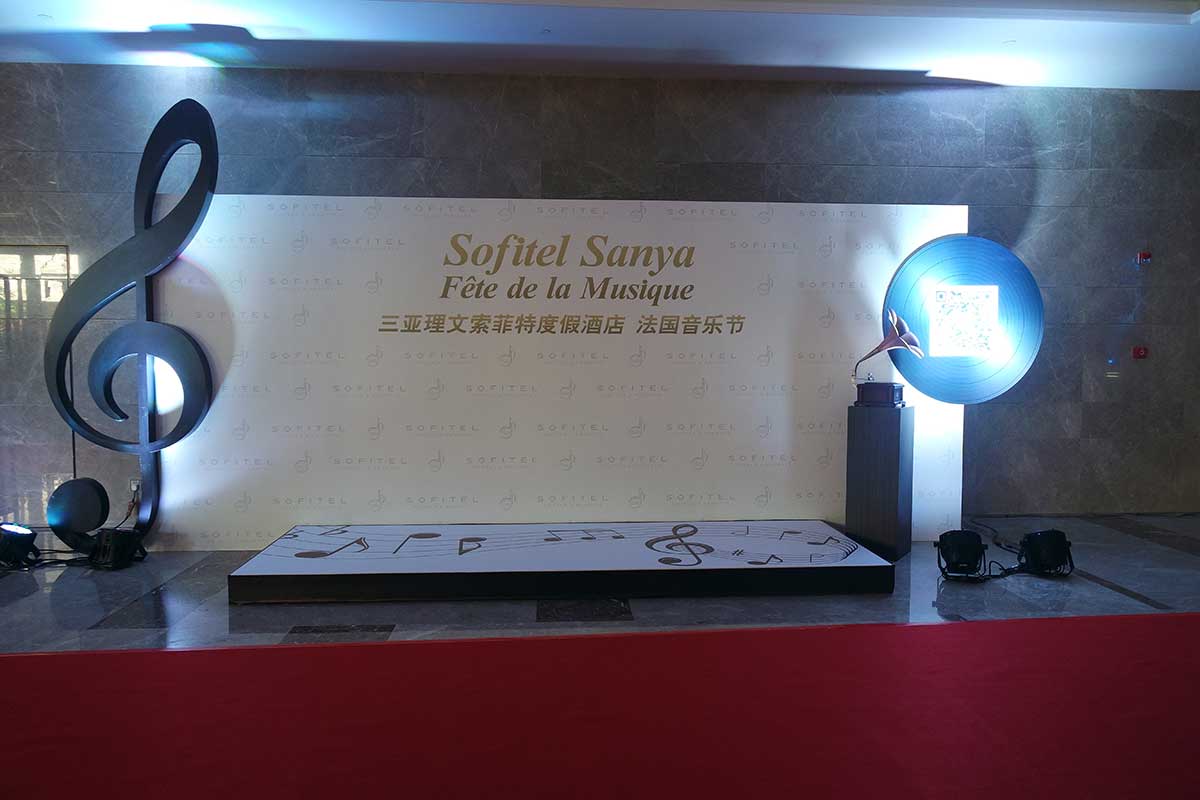 Sofitel Sanya
Fête de la Musique
三亚理文索菲特度假酒店 法国音乐节
SOFITEL